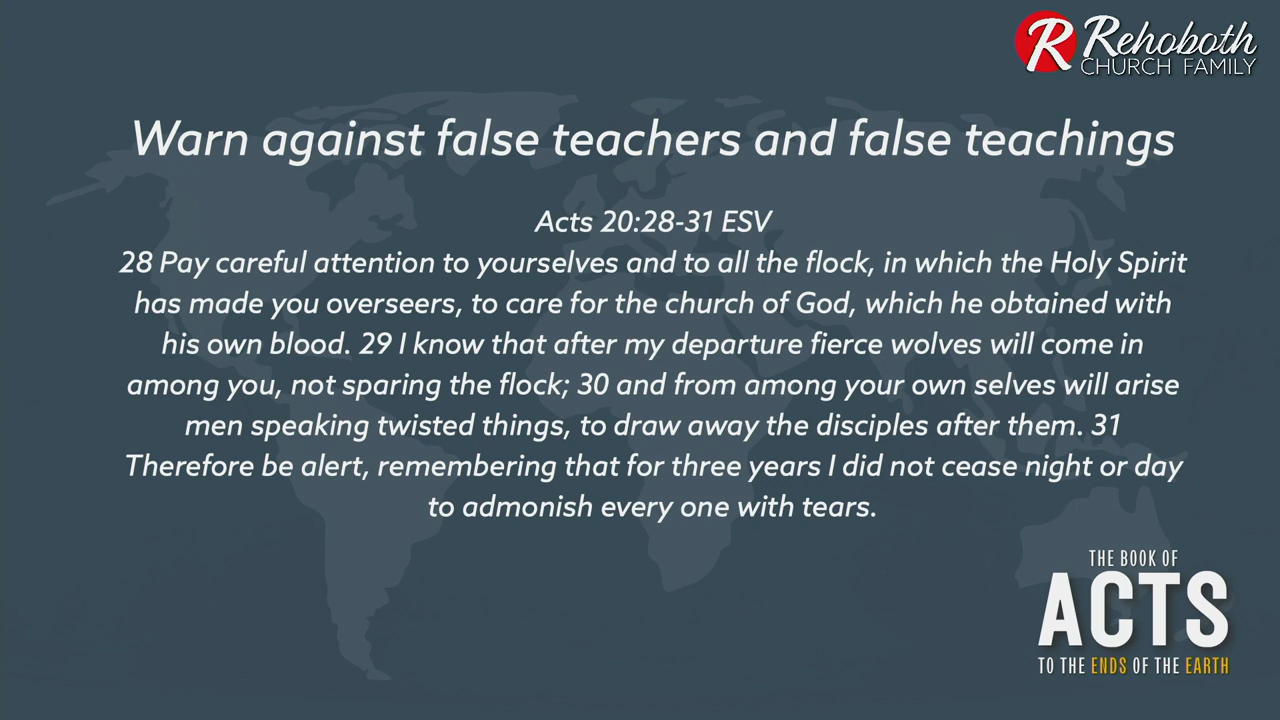 R Rehoboth
CHURCH FAMILY
Warn against false teachers and false teachings
Acts 20:28-31 ESV
28 Pay careful attention to yourselves and to all the flock, in which the Holy Spirit
has made you overseers, to care for the church of God, which he obtained with
his own blood. 29 I know that after my departure fierce wolves will come in
among you, not sparing the flock; 30 and from among your own selves will arise
men speaking twisted things, to draw away the disciples after them. 31
Therefore be alert, remembering that for three years I did not cease night or day
to admonish every one with tears.
THE BOOK OF
ACTS
TO THE ENDS OF THE EARTH